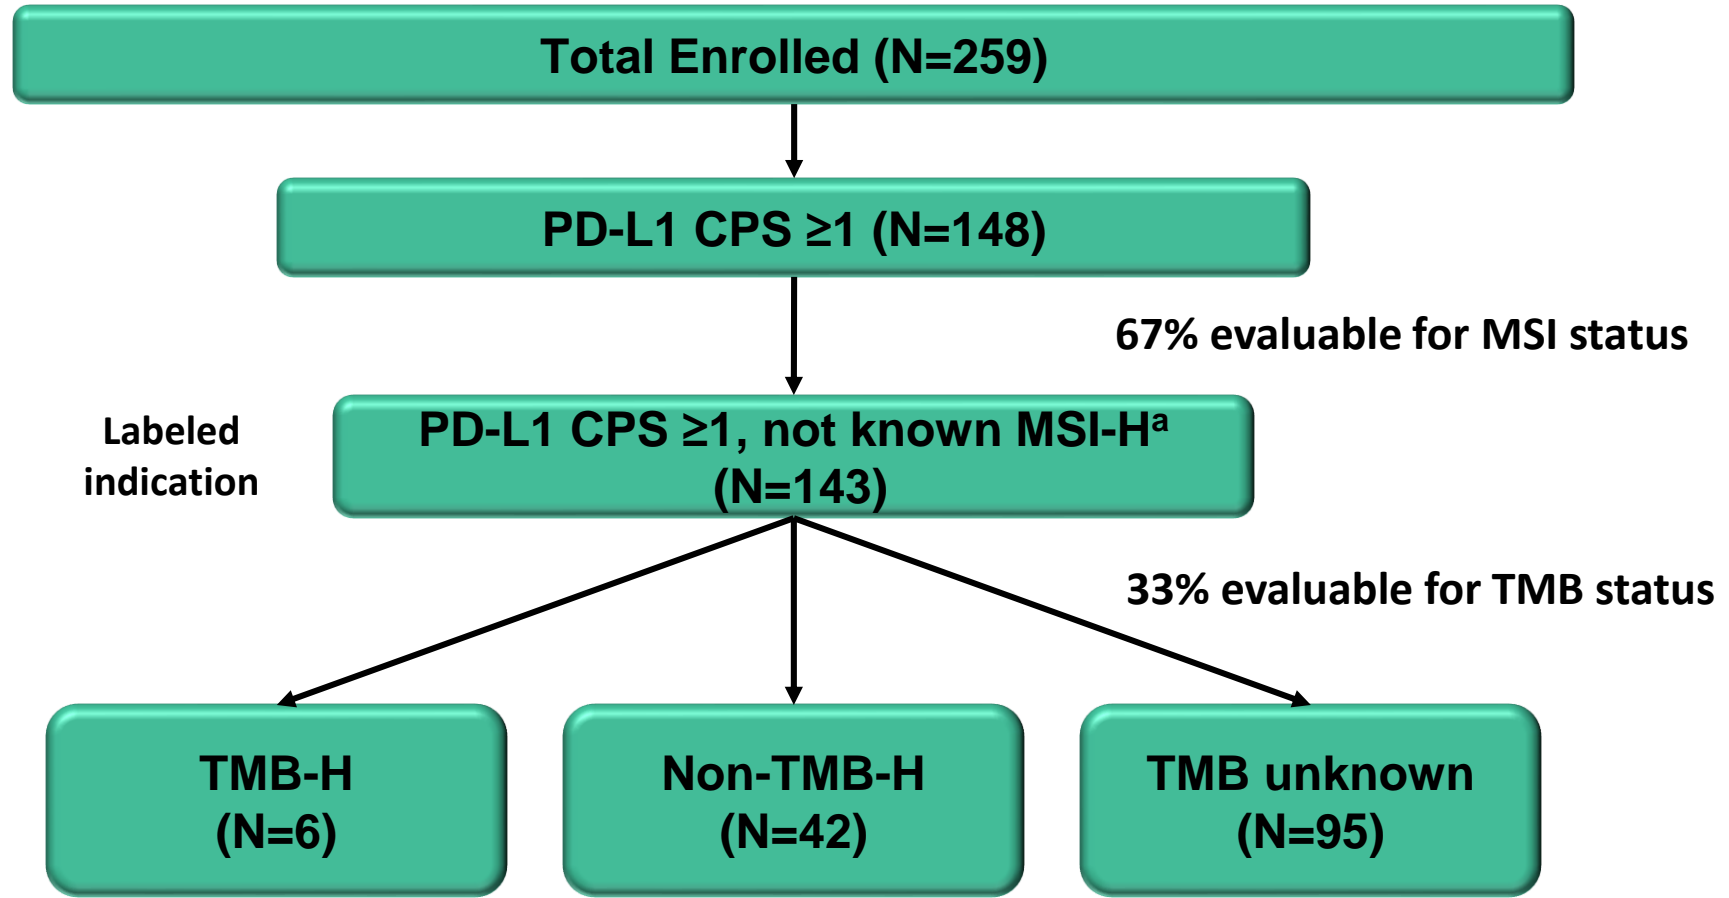 Total Enrolled (N=259)
PD-L1 CPS ≥1 (N=148)
67% evaluable for MSI status
Labeled
indication
PD-L1 CPS ≥1, not known MSI-Hᵃ
(N=143)
33% evaluable for TMB status
TMB-H
(N=6)
Non-TMB-H
(N=42)
TMB unknown
(N=95)